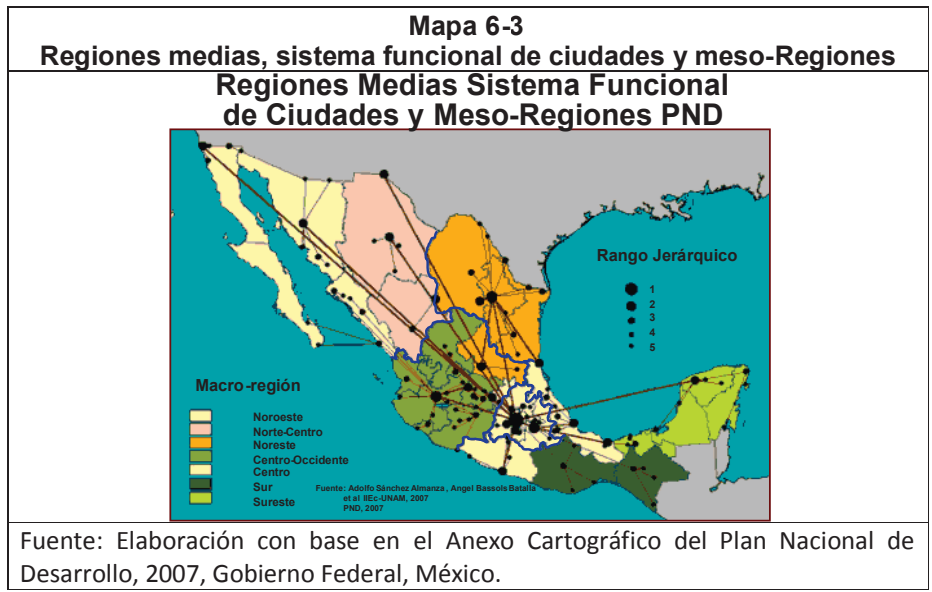 Mapa 6-3
Regiones medias, sistema funcional de ciudades y meso-Regiones
Regiones Medias Sistema Funcional
de Ciudades y Meso-Regiones PND
Rango Jerárquico
1
2
3
4
5
Macro-región
Noroeste
Norte-Centro
Noreste
Centro-Occidente
Centro
Sur
Sureste
Fuente: Adolfo Sánchez Almanza, Angel Bassols Batalla
et al IIEc-UNAM, 2007
PND, 2007
Fuente: Elaboración con base en el Anexo Cartográfico del Plan Nacional de
Desarrollo, 2007, Gobierno Federal, México.